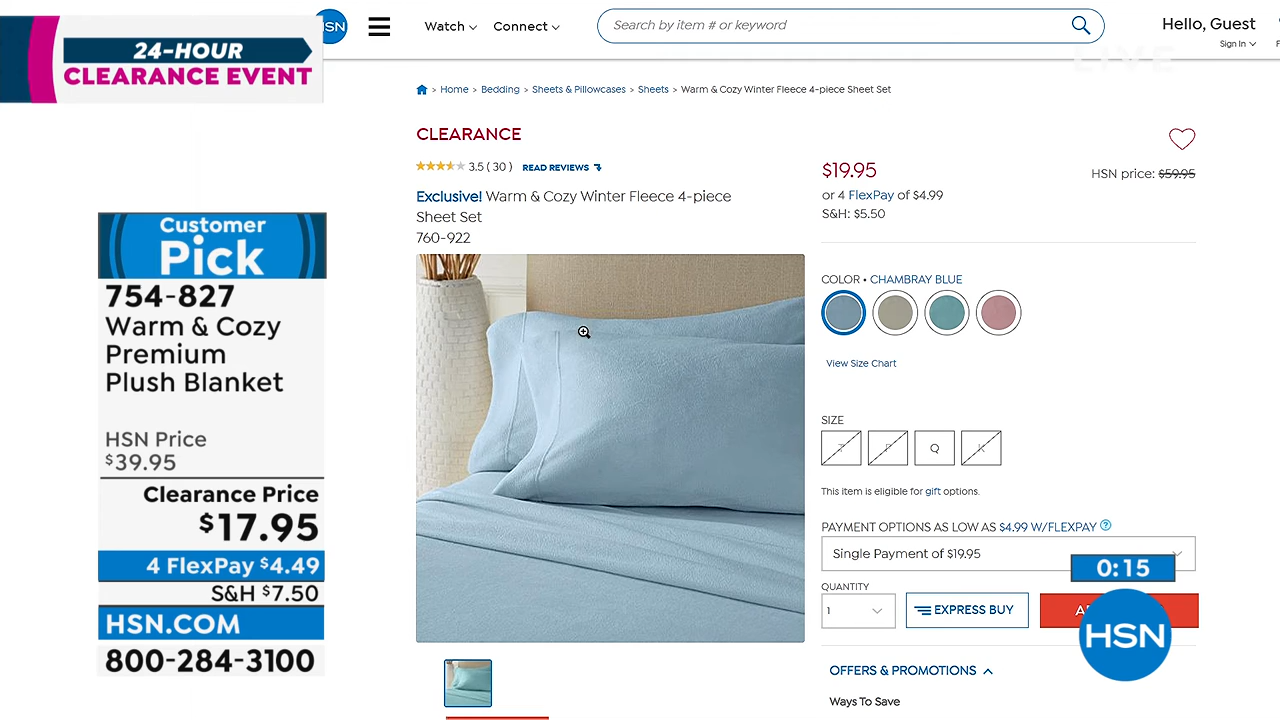 24-HOUR
CLEARANCE EVENT
HSN
Watch
Connect
Search by item # or keyword
Hello, Guest
Sign In
LIVE
Home > Bedding > Sheets & Pillowcases > Sheets > Warm & Cozy Winter Fleece 4-piece Sheet Set
CLEARANCE
3.5 ( 30 ) READ REVIEWS
Exclusive! Warm & Cozy Winter Fleece 4-piece
Sheet Set
760-922
$19.95
HSN price: $59.95
or 4 FlexPay of $4.99
S&H: $5.50
COLOR • CHAMBRAY BLUE
View Size Chart
SIZE
Q
This item is eligible for gift options.
PAYMENT OPTIONS AS LOW AS $4.99 W/FLEXPAY ?
Single Payment of $19.95
QUANTITY
1
EXPRESS BUY
OFFERS & PROMOTIONS
Ways To Save
Customer
Pick
754-827
Warm & Cozy
Premium
Plush Blanket
HSN Price
$39.95
Clearance Price
$17.95
4 FlexPay $4.49
S&H $7.50
HSN.COM
800-284-3100
0:15
HSN